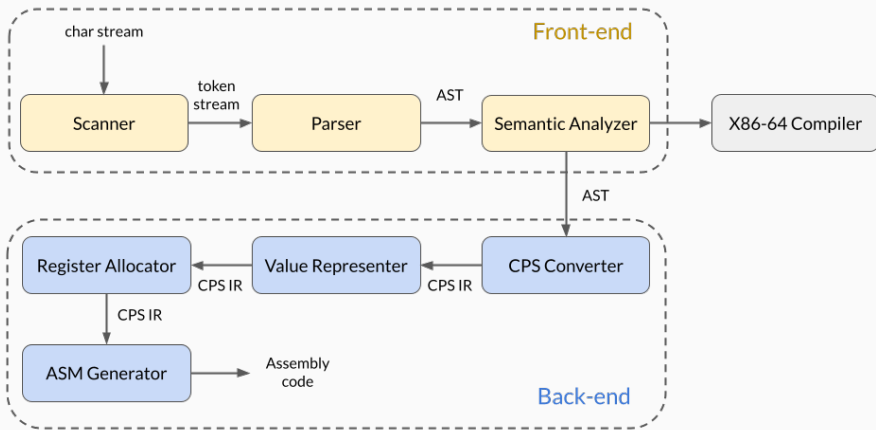 Front-end
char stream
Scanner
token
stream
Parser
AST
Semantic Analyzer
X86-64 Compiler
AST
Register Allocator
CPS IR
Value Representer
CPS IR
CPS Converter
CPS IR
ASM Generator
Assembly
code
Back-end